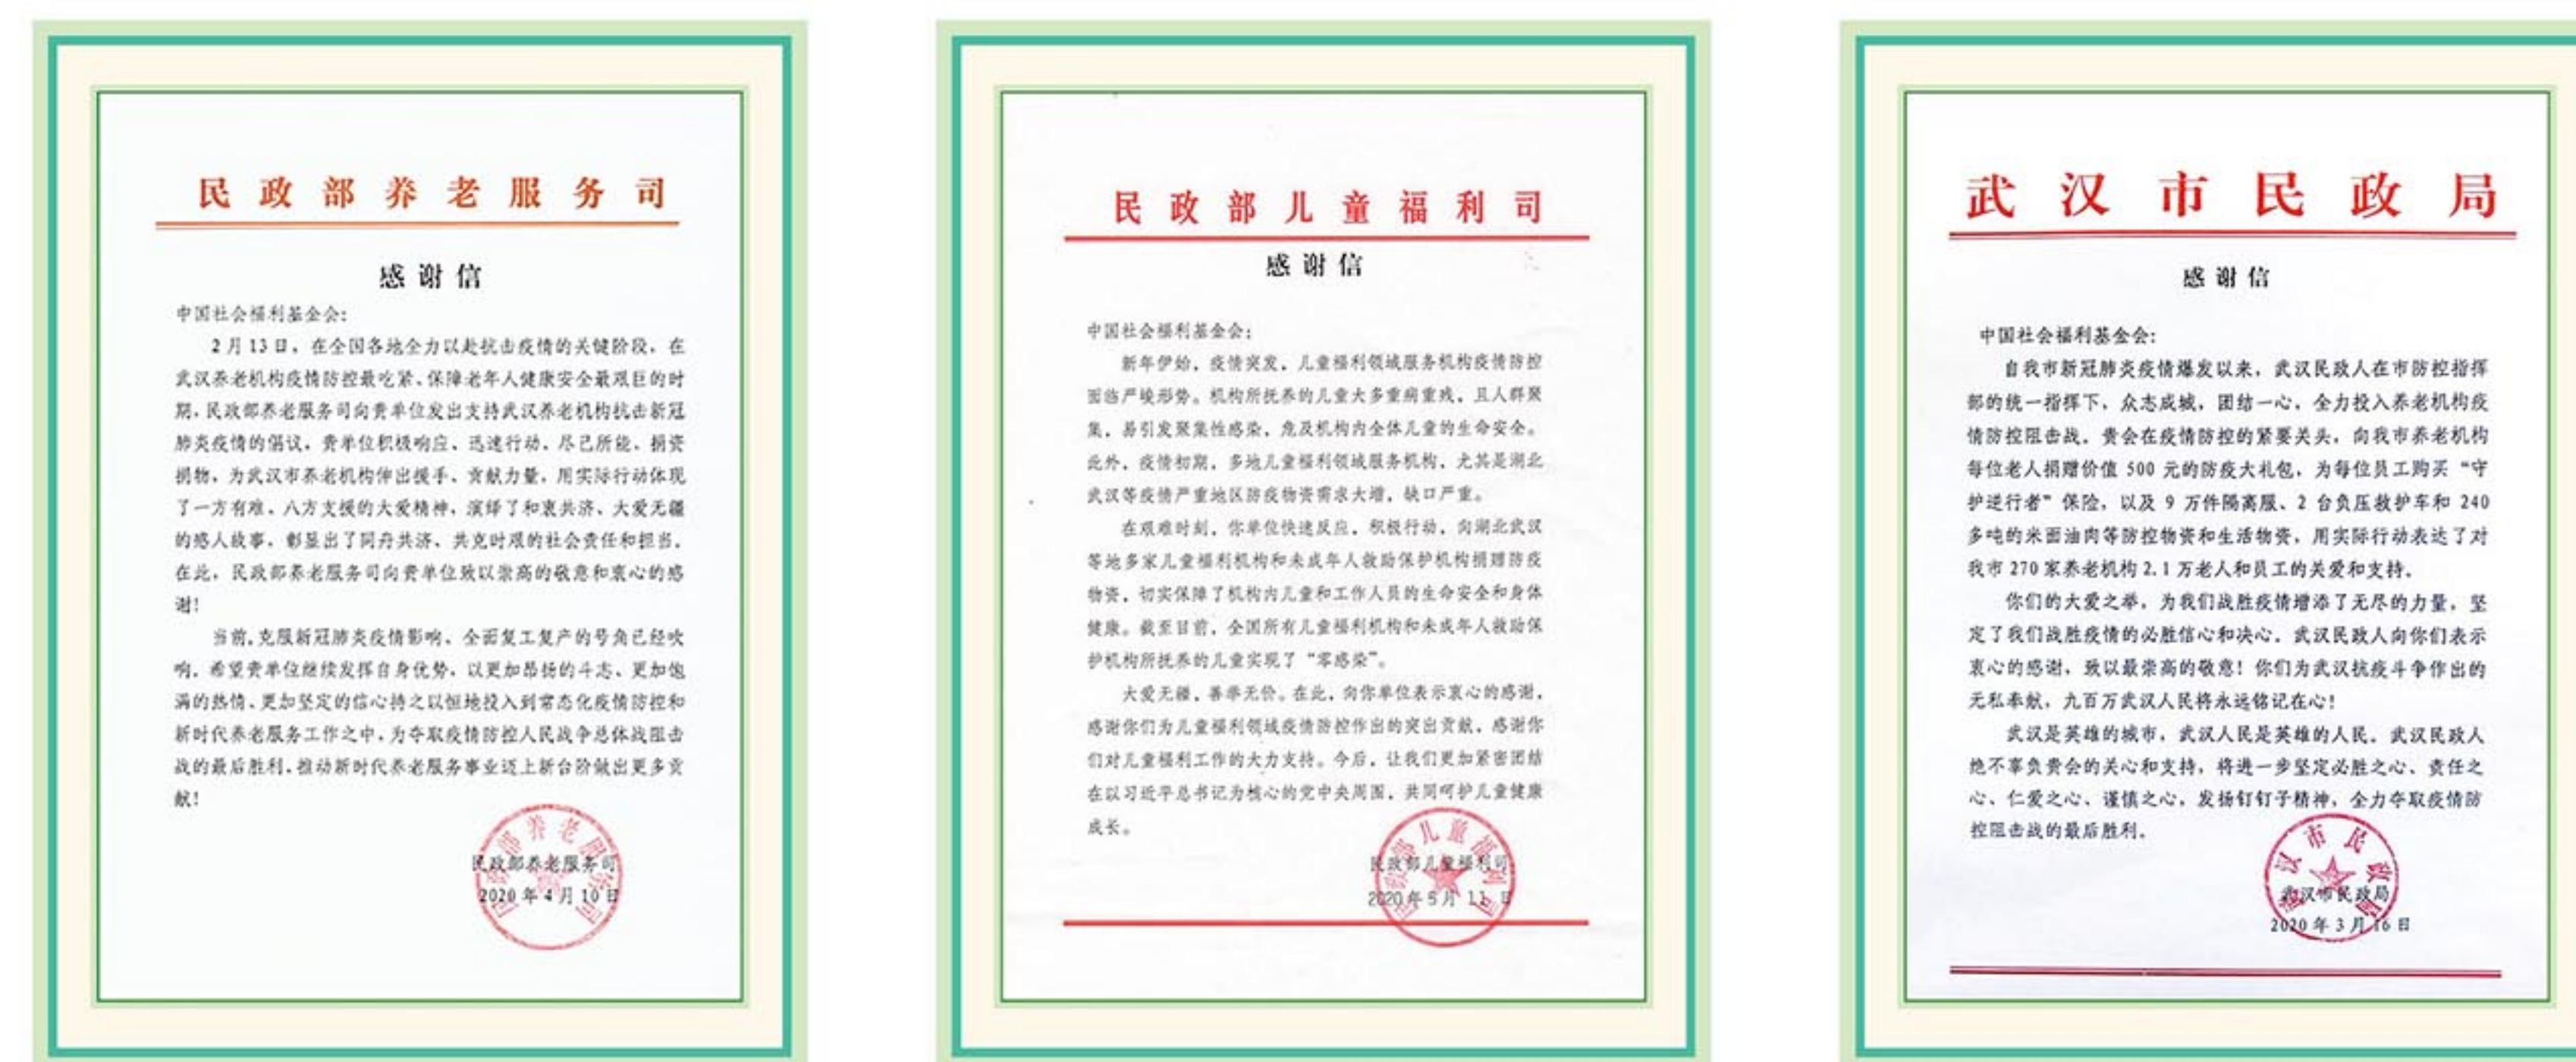 民政部养老服务司
感谢信
中国社会福利基金会:
2月13日，在全国各地全力以赴抗击疫情的关键阶段，在
武汉养老机构疫情防控最吃紧、保障老年人健康安全最艰巨的时
期，民政部养老服务司向贵单位发出支持武汉养老机构抗击新冠
肺炎疫情的倡议，贵单位积极响应、迅速行动、尽己所能、捐资
捐物，为武汉市养老机构伸出援手、贡献力量，用实际行动体现
了一方有难、八方支援的大爱精神，演绎了和衷共济、大爱无疆
的感人故事，彰显出了同舟共济、共克时艰的社会责任和担当。
在此，民政部养老服务司向贵单位致以崇高的敬意和衷心的感
谢!
当前,克服新冠肺炎疫情影响、全面复工复产的号角已经吹
响，希望贵单位继续发挥自身优势，以更加昂扬的斗志、更加饱
满的热情、更加坚定的信心持之以恒地投入到常态化疫情防控和
新时代养老服务工作之中，为夺取疫情防控人民战争总体战阻击
战的最后胜利，推动新时代养老服务事业迈上新台阶做出更多贡
献!
民政部养老服务司
2020年4月10日
民政部儿童福利司
感谢信
中国社会福利基金会:
新年伊始，疫情突发，儿童福利领域服务机构疫情防控
面临严峻形势。机构所抚养的儿童大多重病重残，且人群聚
集，易引发聚集性感染，危及机构内全体儿童的生命安全。
此外，疫情初期，多地儿童福利领域服务机构，尤其是湖北
武汉等疫情严重地区防疫物资需求大增，缺口严重。
在艰难时刻，你单位快速反应，积极行动，向湖北武汉
等地多家儿童福利机构和未成年人救助保护机构捐赠防疫
物资，切实保障了机构内儿童和工作人员的生命安全和身体
健康。截至目前，全国所有儿童福利机构和未成年人救助保
护机构所抚养的儿童实现了“零感染”。
大爱无疆，善举无价。在此，向你单位表示衷心的感谢，
感谢你们为儿童福利领域疫情防控作出的突出贡献，感谢你
们对儿童福利工作的大力支持。今后，让我们更加紧密团结
在以习近平总书记为核心的党中央周围，共同呵护儿童健康
成长。
民政部儿童福利司
2020年5月11日
武汉市民政局
感谢信
中国社会福利基金会:
自我市新冠肺炎疫情爆发以来，武汉民政人在市防控指挥
部的统一指挥下，众志成城，团结一心，全力投入养老机构疫
情防控阻击战。贵会在疫情防控的紧要关头，向我市养老机构
每位老人捐赠价值500元的防疫大礼包，为每位员工购买“守
护逆行者”保险，以及9万件隔离服、2台负压救护车和240
多吨的米面油肉等防控物资和生活物资，用实际行动表达了对
我市270家养老机构2.1万老人和员工的关爱和支持。
你们的大爱之举，为我们战胜疫情增添了无尽的力量，坚
定了我们战胜疫情的必胜信心和决心。武汉民政人向你们表示
衷心的感谢，致以最崇高的敬意！你们为武汉抗疫斗争作出的
无私奉献，九百万武汉人民将永远铭记在心!
武汉是英雄的城市，武汉人民是英雄的人民。武汉民政人
绝不辜负贵会的关心和支持，将进一步坚定必胜之心、责任之
心、仁爱之心、谨慎之心，发扬钉钉子精神，全力夺取疫情防
控阻击战的最后胜利。
武汉市民政局
2020年3月16日